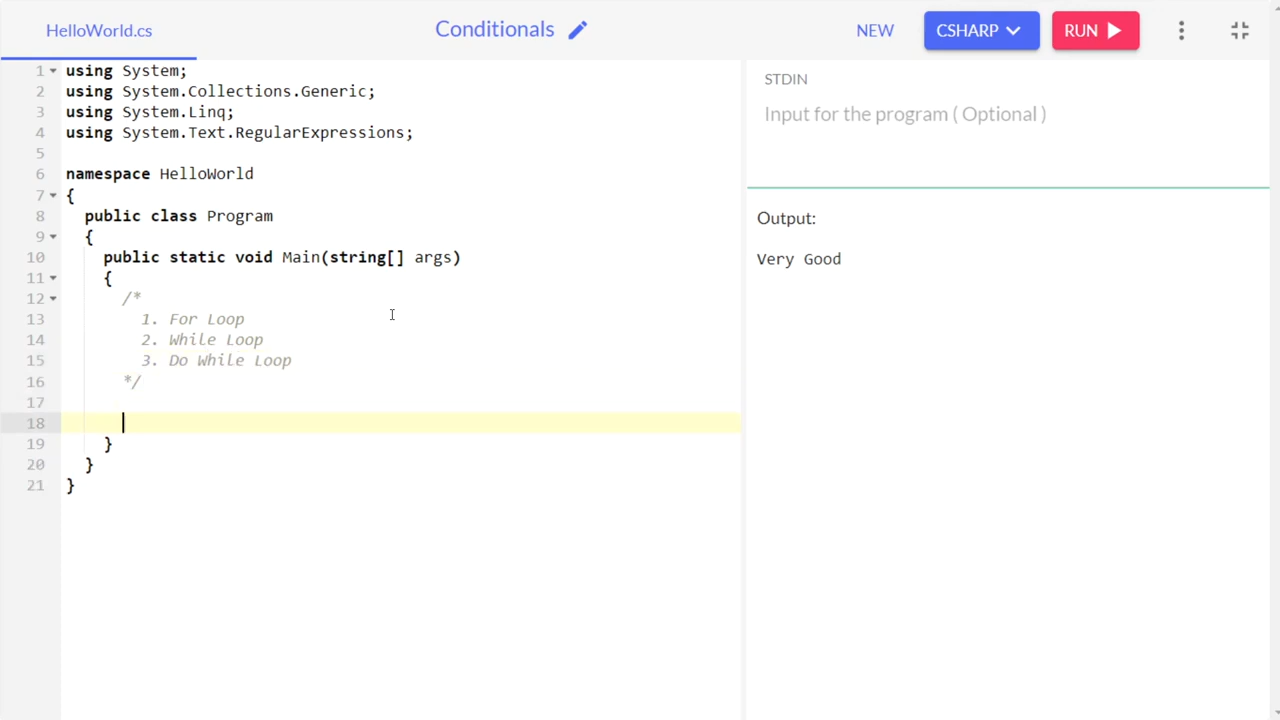 HelloWorld.cs
Conditionals
NEW
CSHARP
RUN
1 using System;
2 using System.Collections.Generic;
3 using System.Linq;
4 using System.Text.RegularExpressions;
5
6 namespace HelloWorld
7 {
8 public class Program
9 {
10 public static void Main(string[] args)
11 {
12 /*
13 1. For Loop
14 2. While Loop
15 3. Do While Loop
16 */
17
18
19 }
20 }
21 }
STDIN
Input for the program ( Optional )
Output:
Very Good